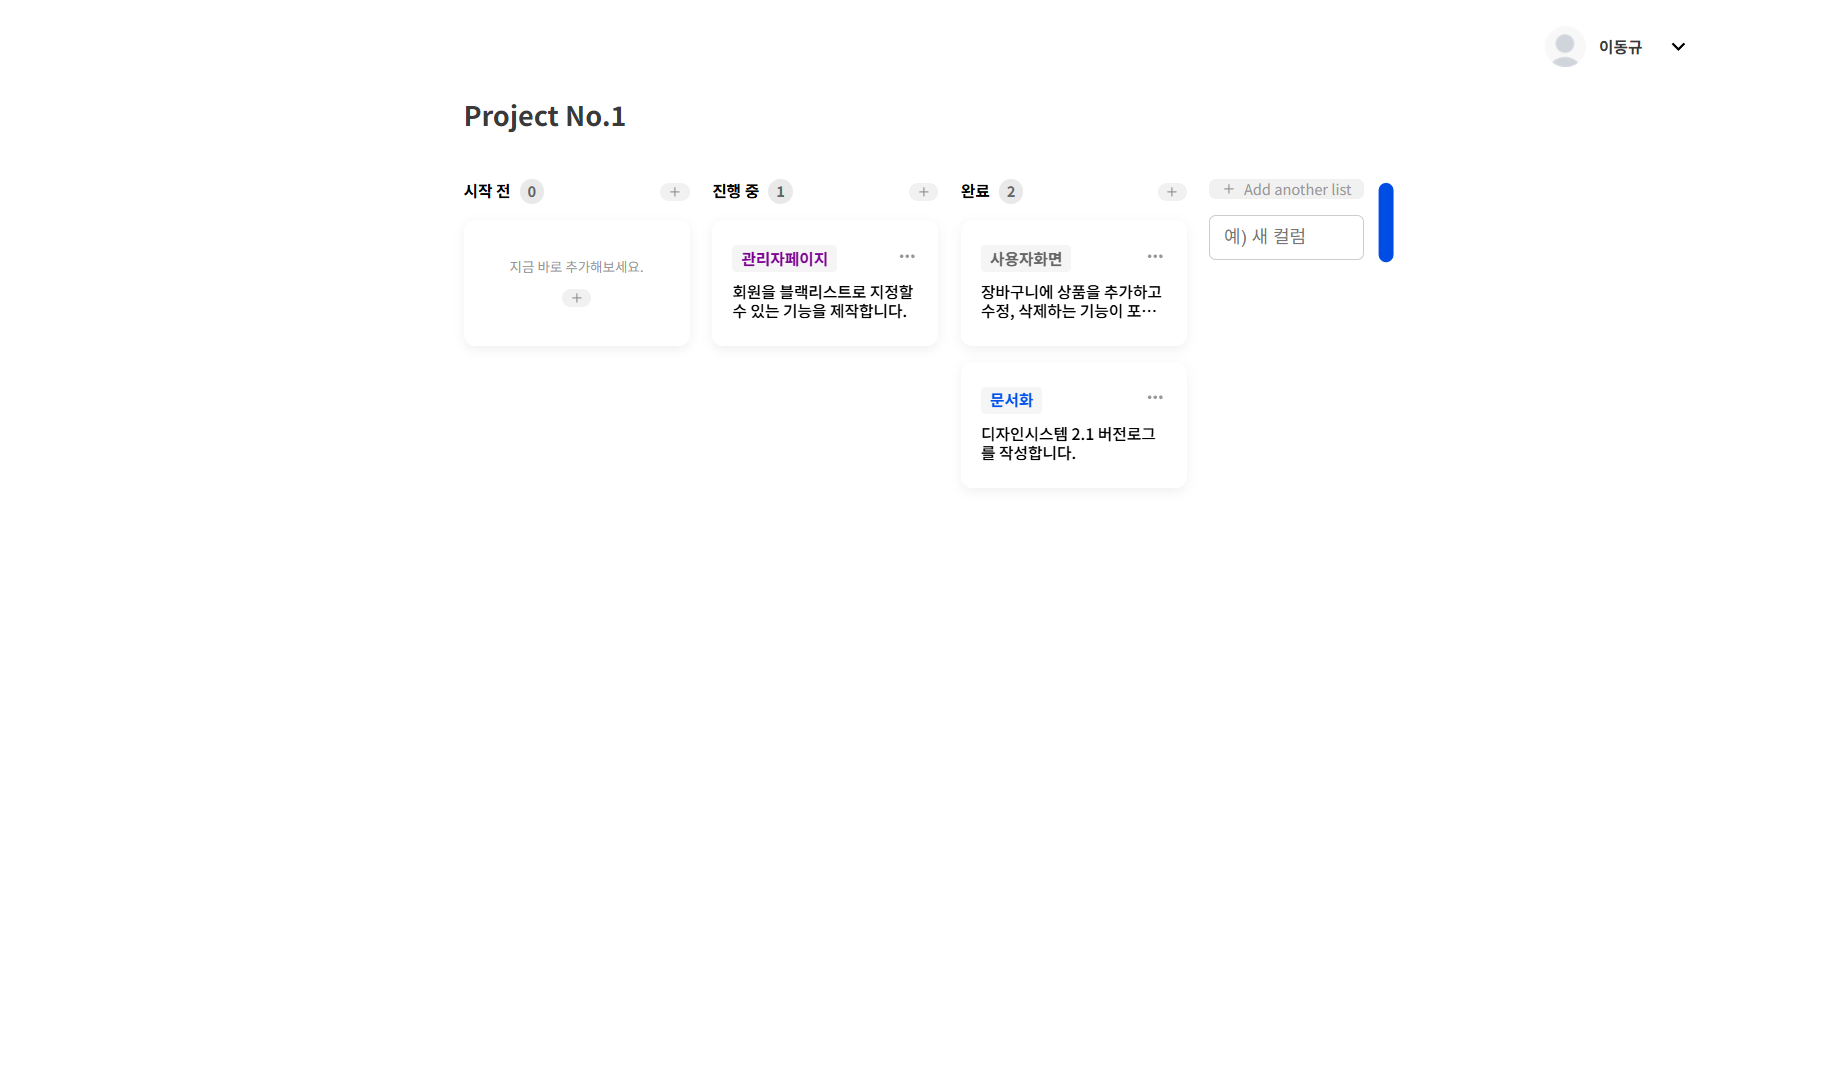 이동규
Project No.1
시작 전 0
진행 중 1
완료 2
+ Add another list
예) 새 컬럼
지금 바로 추가해보세요.
관리자페이지
회원을 블랙리스트로 지정할
수 있는 기능을 제작합니다.
사용자화면
장바구니에 상품을 추가하고
수정, 삭제하는 기능이 포…
문서화
디자인시스템 2.1 버전로그
를 작성합니다.